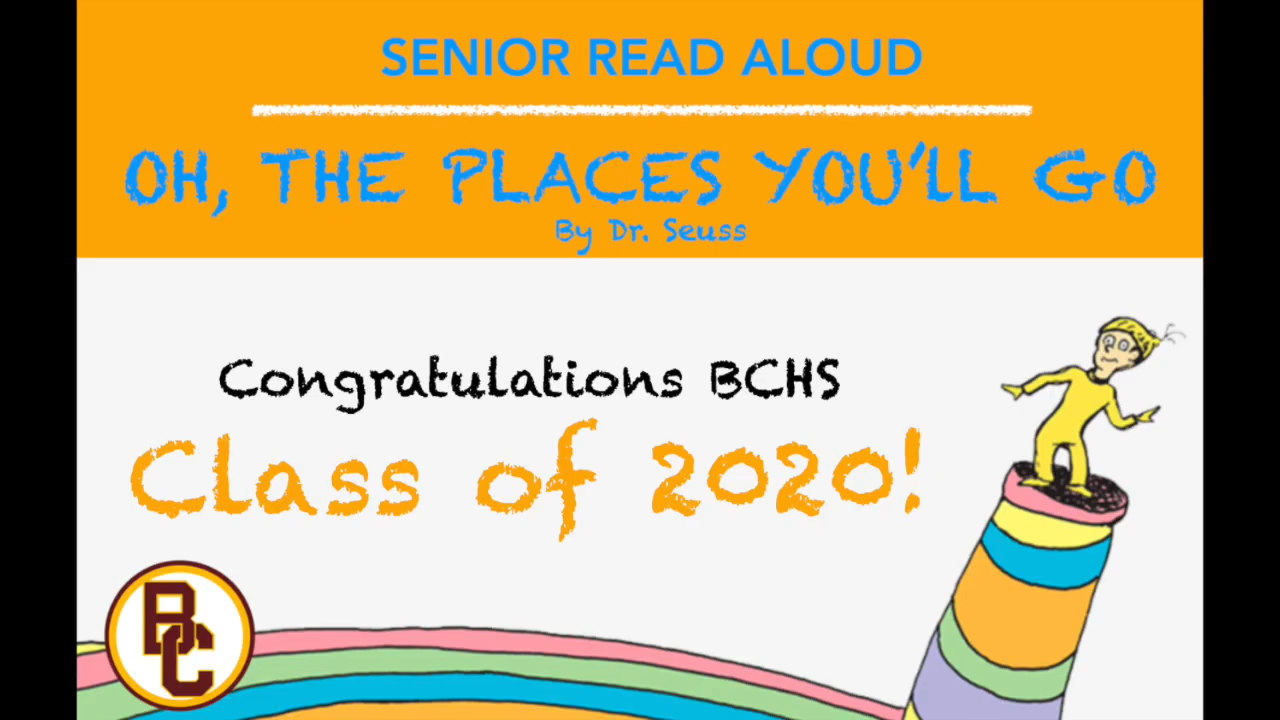 SENIOR READ ALOUD
OH, THE PLACES YOU'LL GO
By Dr. Seuss
Congratulations BCHS
Class of 2020!
BC